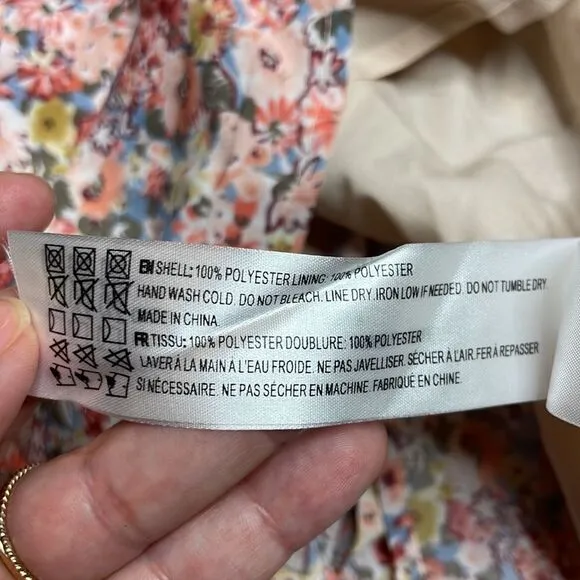 EN SHELL: 100% POLYESTER LINING: 100% POLYESTER
HAND WASH COLD. DO NOT BLEACH. LINE DRY. IRON LOW IF NEEDED. DO NOT TUMBLE DRY.
MADE IN CHINA.
FR TISSU: 100% POLYESTER DOUBLURE: 100% POLYESTER
LAVER À LA MAIN A L'EAU FROIDE. NE PAS JAVELLISER. SÉCHER À L'AIR. FER À REPASSER
SI NÉCESSAIRE. NE PAS SÉCHER EN MACHINE. FABRIQUÉ EN CHINE.